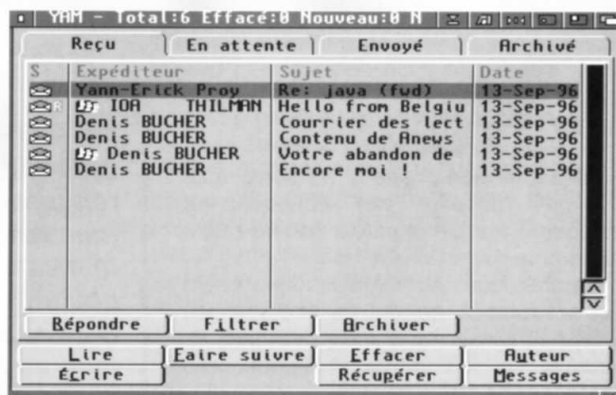 YAM - Total:6 Effacé:0 Nouveau:0 N
Reçu En attente Envoyé Archivé
S Expéditeur Sujet Date
Yann-Erick Proy Re: java (fwd) 13-Sep-96
R IOA THILMAN Hello from Belgiu 13-Sep-96
Denis BUCHER Courrier des lect 13-Sep-96
Denis BUCHER Contenu de Anews 13-Sep-96
Denis BUCHER Votre abandon de 13-Sep-96
Denis BUCHER Encore moi ! 13-Sep-96
Répondre Filtrer Archiver
Lire Faire suivre Effacer Auteur
Écrire Récupérer Messages